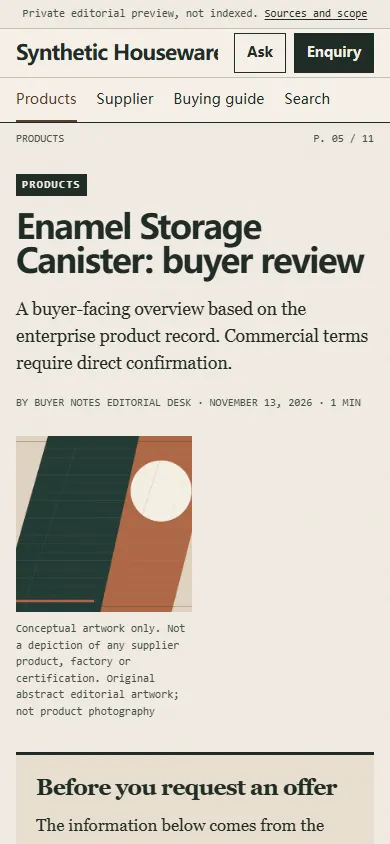 Private editorial preview, not indexed. Sources and scope
Synthetic Houseware
Ask
Enquiry
Products
Supplier
Buying guide
Search
PRODUCTS
P. 05 / 11
PRODUCTS
Enamel Storage
Canister: buyer review
A buyer-facing overview based on the
enterprise product record. Commercial terms
require direct confirmation.
BY BUYER NOTES EDITORIAL DESK · NOVEMBER 13, 2026 · 1 MIN
Conceptual artwork only. Not
a depiction of any supplier
product, factory or
certification. Original
abstract editorial artwork;
not product photography
Before you request an offer
The information below comes from the